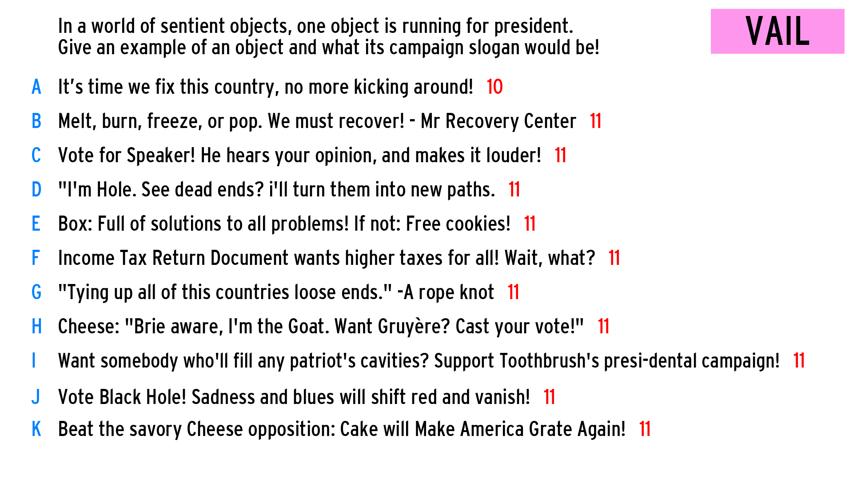 In a world of sentient objects, one object is running for president.
Give an example of an object and what its campaign slogan would be!
VAIL
A It's time we fix this country, no more kicking around! 10
B Melt, burn, freeze, or pop. We must recover! - Mr Recovery Center 11
C Vote for Speaker! He hears your opinion, and makes it louder! 11
D "I'm Hole. See dead ends? i'll turn them into new paths. 11
E Box: Full of solutions to all problems! If not: Free cookies! 11
F Income Tax Return Document wants higher taxes for all! Wait, what? 11
G "Tying up all of this countries loose ends." -A rope knot 11
H Cheese: "Brie aware, I'm the Goat. Want Gruyère? Cast your vote!" 11
I Want somebody who'll fill any patriot's cavities? Support Toothbrush's presi-dental campaign! 11
J Vote Black Hole! Sadness and blues will shift red and vanish! 11
K Beat the savory Cheese opposition: Cake will Make America Grate Again! 11